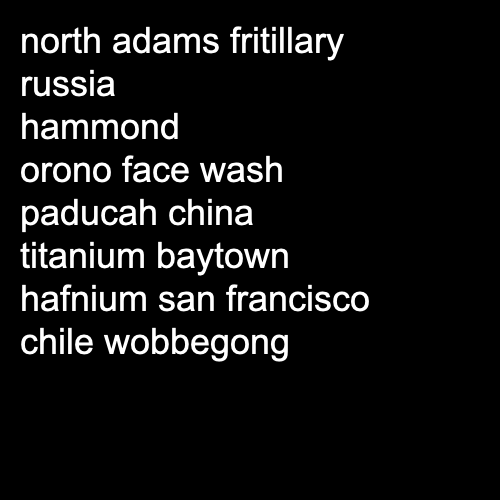 north adams fritillary
russia
hammond
orono face wash
paducah china
titanium baytown
hafnium san francisco
chile wobbegong